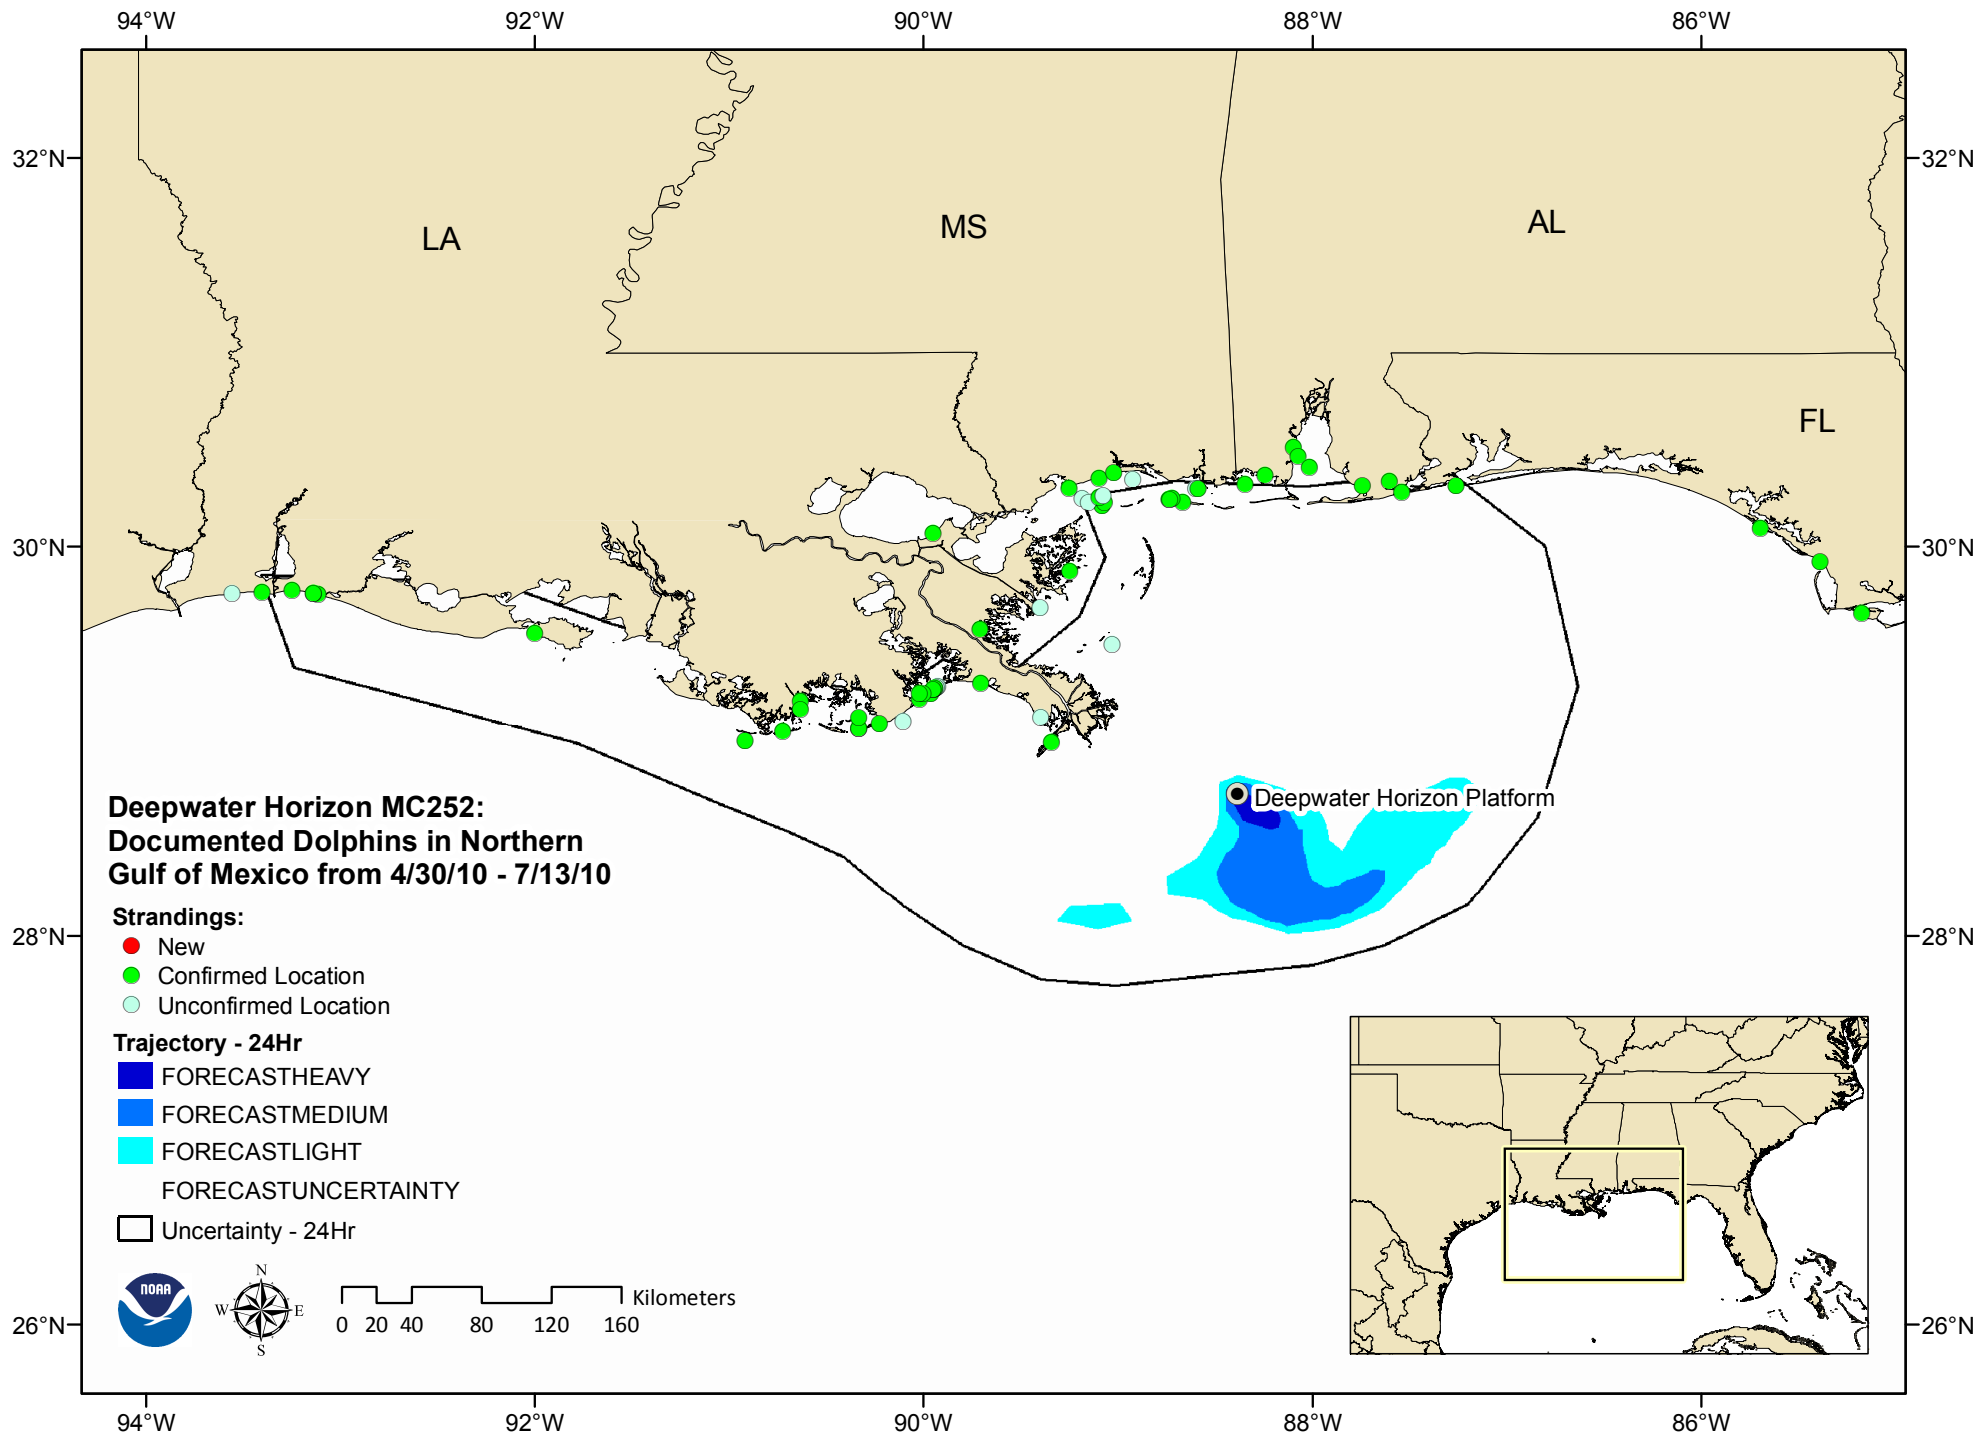 94°W 92°W 90°W 88°W 86°W
32°N 32°N
LA MS AL
FL
30°N 30°N
Deepwater Horizon Platform
Deepwater Horizon MC252:
Documented Dolphins in Northern
Gulf of Mexico from 4/30/10 - 7/13/10
Strandings:
28°N 28°N
New
Confirmed Location
Unconfirmed Location
Trajectory - 24Hr
FORECASTHEAVY
FORECASTMEDIUM
FORECASTLIGHT
FORECASTUNCERTAINTY
Uncertainty - 24Hr
NOAA
N
W E
S
Kilometers
0 20 40 80 120 160
26°N 26°N
94°W 92°W 90°W 88°W 86°W